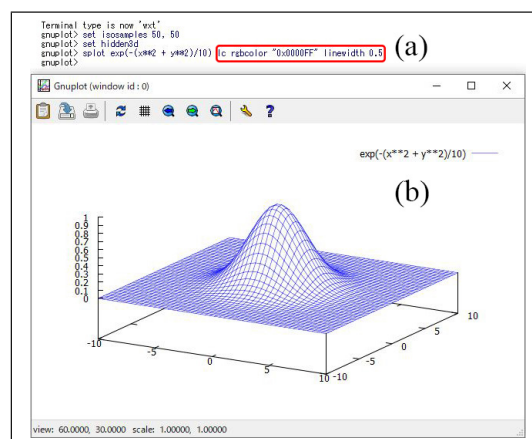 Terminal type is now 'wxt'
gnuplot> set isosamples 50, 50
gnuplot> set hidden3d
gnuplot> splot exp(-(x**2 + y**2)/10) lc rgbcolor "0x0000FF" linewidth 0.5
gnuplot>
(a)
Gnuplot (window id : 0)
exp(-(x**2 + y**2)/10)
(b)
1
0.9
0.8
0.7
0.6
0.5
0.4
0.3
0.2
0.1
0
-10
-5
0
5
10
-10
-5
0
5
10
view: 60.0000, 30.0000 scale: 1.00000, 1.00000